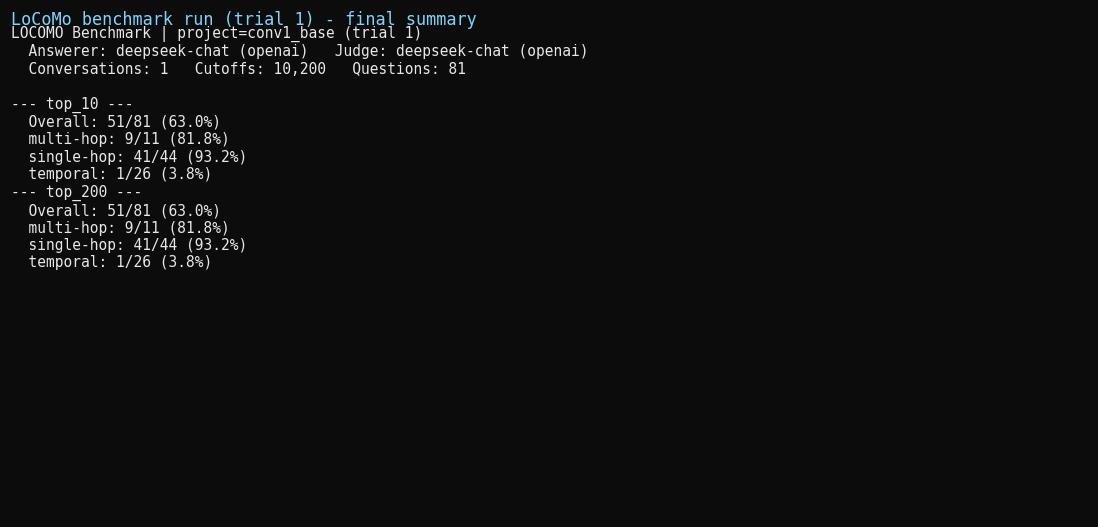 LoCoMo benchmark run (trial 1) - final summary
LOCOMO Benchmark | project=conv1_base (trial 1)
  Answerer: deepseek-chat (openai)   Judge: deepseek-chat (openai)
  Conversations: 1   Cutoffs: 10,200   Questions: 81
--- top_10 ---
  Overall: 51/81 (63.0%)
  multi-hop: 9/11 (81.8%)
  single-hop: 41/44 (93.2%)
  temporal: 1/26 (3.8%)
--- top_200 ---
  Overall: 51/81 (63.0%)
  multi-hop: 9/11 (81.8%)
  single-hop: 41/44 (93.2%)
  temporal: 1/26 (3.8%)